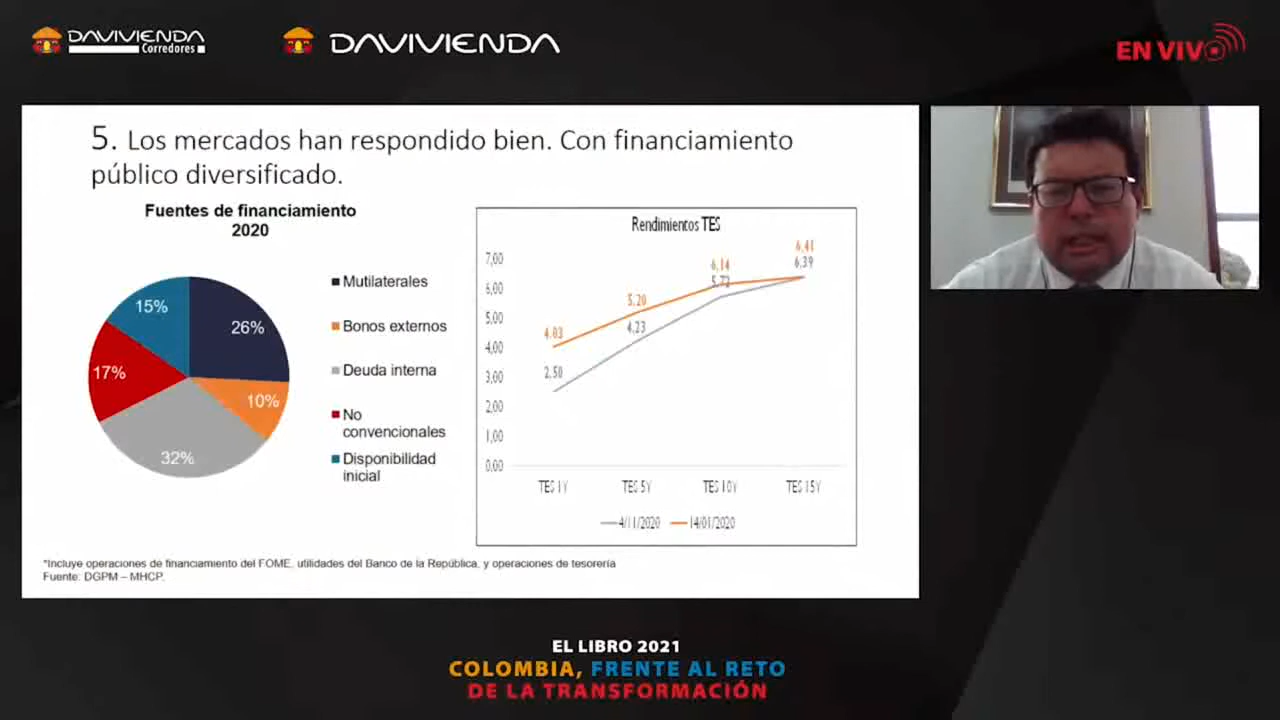 DAVIVIENDA
Corredores
DAVIVIENDA
EN VIVO
5. Los mercados han respondido bien. Con financiamiento
público diversificado.
Fuentes de financiamiento
2020
15%
26%
17%
10%
32%
Mutilaterales
Bonos externos
Deuda interna
No
convencionales
Disponibilidad
inicial
Rendimientos TES
7,00
6,00
5,00
4,00
3,00
2,00
1,00
0,00
4.03
2.50
5.20
4.23
6.14
5.72
6.41
6.39
TES 1Y
TES 5Y
TES 10Y
TES 15Y
4/11/2020
14/01/2020
*Incluye operaciones de financiamiento del FOME, utilidades del Banco de la República, y operaciones de tesorería
Fuente: DGPM – MHCP.
EL LIBRO 2021
COLOMBIA, FRENTE AL RETO
DE LA TRANSFORMACIÓN